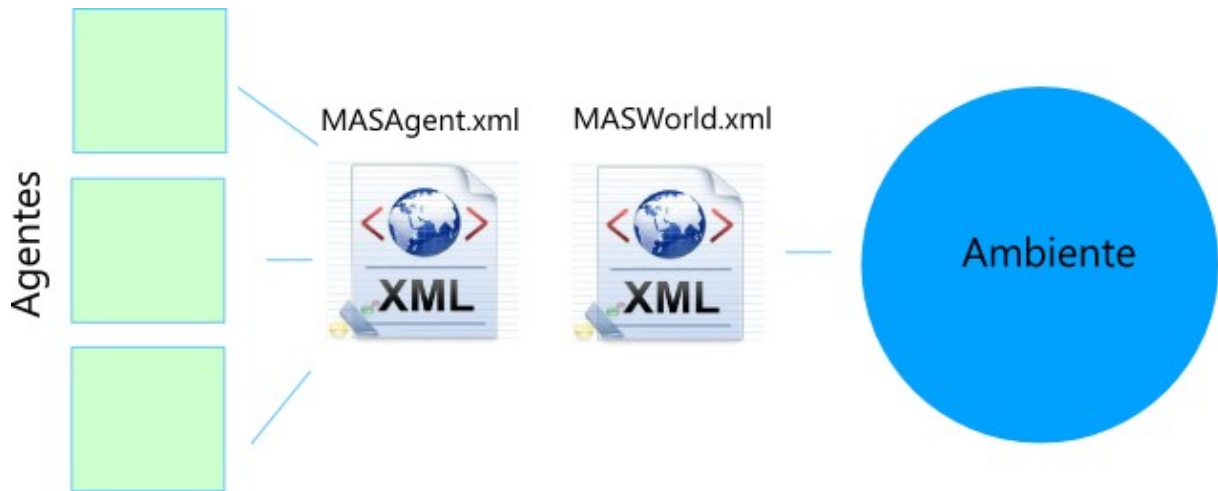 Agentes
MASAgent.xml
MASWorld.xml
< >
XML
< >
XML
Ambiente